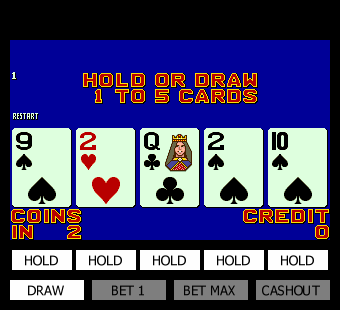 1
HOLD OR DRAW
1 TO 5 CARDS
RESTART
9 2 Q 2 10
COINS CREDIT
IN 2 0
HOLD HOLD HOLD HOLD HOLD
DRAW BET 1 BET MAX CASHOUT